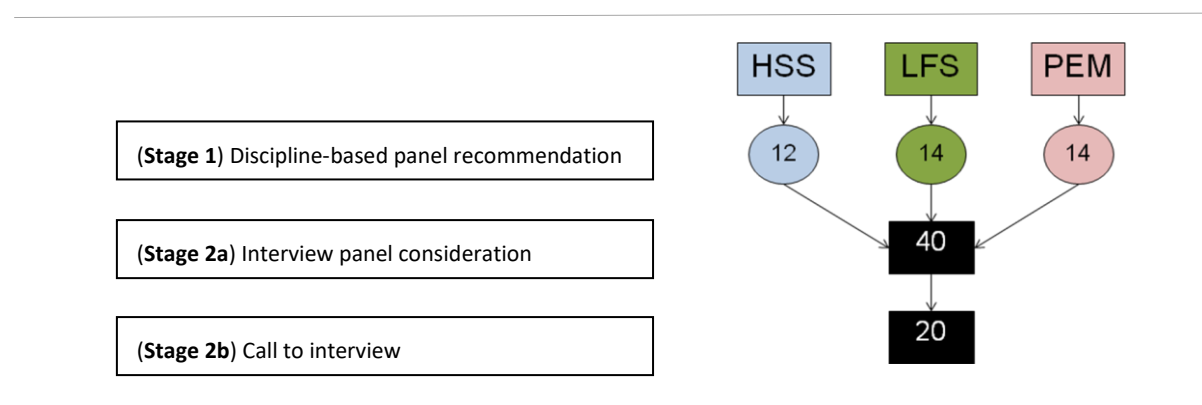 HSS LFS PEM
(Stage 1) Discipline-based panel recommendation
12 14 14
(Stage 2a) Interview panel consideration
40
(Stage 2b) Call to interview
20